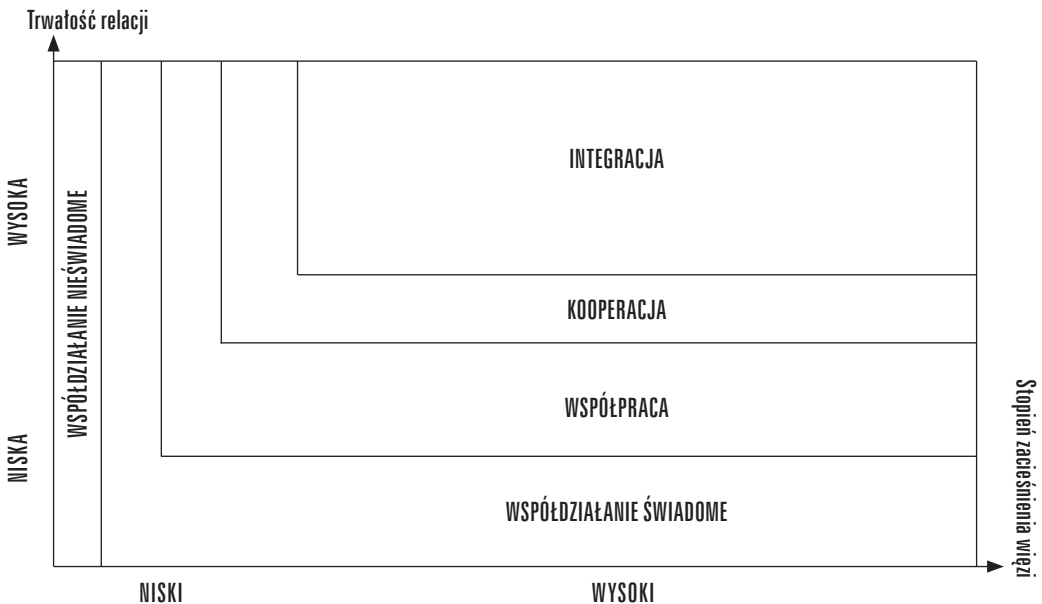 Trwałość relacji
WYSOKA
NISKA
WSPÓŁDZIAŁANIE NIEŚWIADOME
INTEGRACJA
KOOPERACJA
WSPÓŁPRACA
WSPÓŁDZIAŁANIE ŚWIADOME
Stopień zacieśnienia więzi
NISKI
WYSOKI